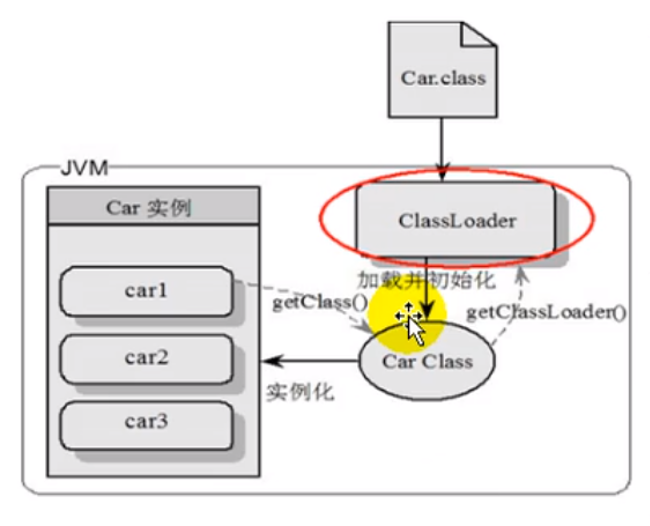 Car.class
JVM
Car 实例
ClassLoader
加载并初始化
car1
getClass()
getClassLoader()
car2
Car Class
实例化
car3